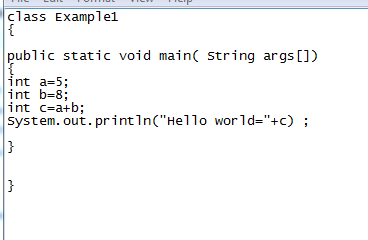 class Example1
{
public static void main( String args[])
{
int a=5;
int b=8;
int c=a+b;
System.out.println("Hello world="+c) ;
}
}